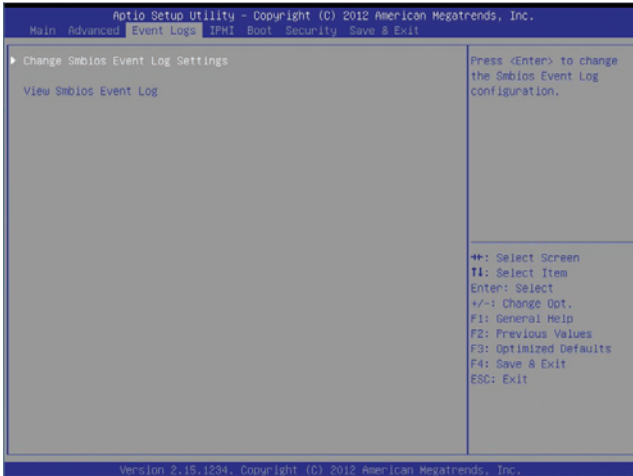 Aptio Setup Utility - Copyright (C) 2012 American Megatrends, Inc.
Main Advanced Event Logs IPMI Boot Security Save & Exit
Change Smbios Event Log Settings
View Smbios Event Log
Press <Enter> to change
the Smbios Event Log
configuration.
→←: Select Screen
↑↓: Select Item
Enter: Select
+/-: Change Opt.
F1: General Help
F2: Previous Values
F3: Optimized Defaults
F4: Save & Exit
ESC: Exit
Version 2.15.1234. Copyright (C) 2012 American Megatrends, Inc.